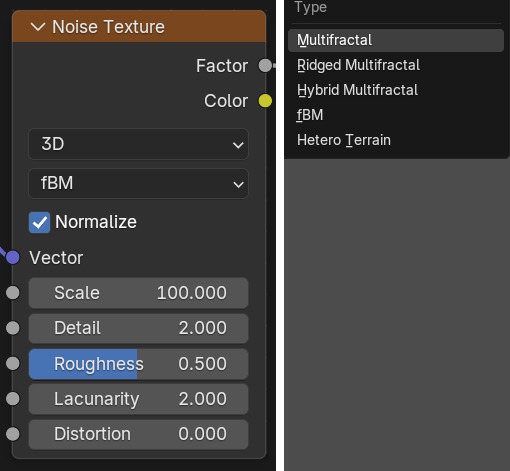 Noise Texture
Factor
Color
3D
fBM
Normalize
Vector
Scale 100.000
Detail 2.000
Roughness 0.500
Lacunarity 2.000
Distortion 0.000
Type
Multifractal
Ridged Multifractal
Hybrid Multifractal
fBM
Hetero Terrain